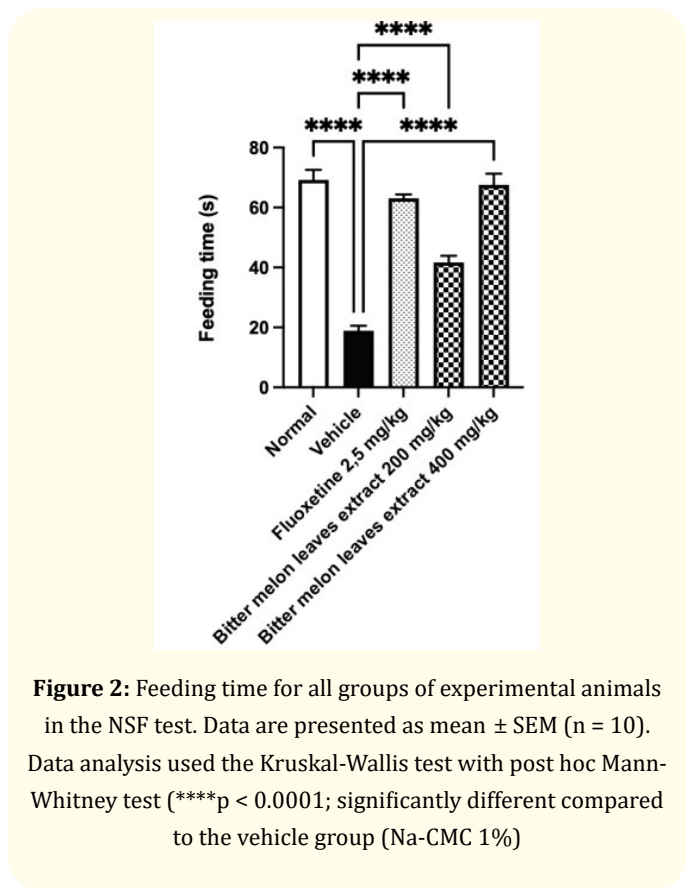 ****
****
**** ****
80
60
40
20
0
Feeding time (s)
Normal
Vehicle
Fluoxetine 2,5 mg/kg
Bitter melon leaves extract 200 mg/kg
Bitter melon leaves extract 400 mg/kg
Figure 2: Feeding time for all groups of experimental animals
in the NSF test. Data are presented as mean ± SEM (n = 10).
Data analysis used the Kruskal-Wallis test with post hoc Mann-
Whitney test (****p < 0.0001; significantly different compared
to the vehicle group (Na-CMC 1%)